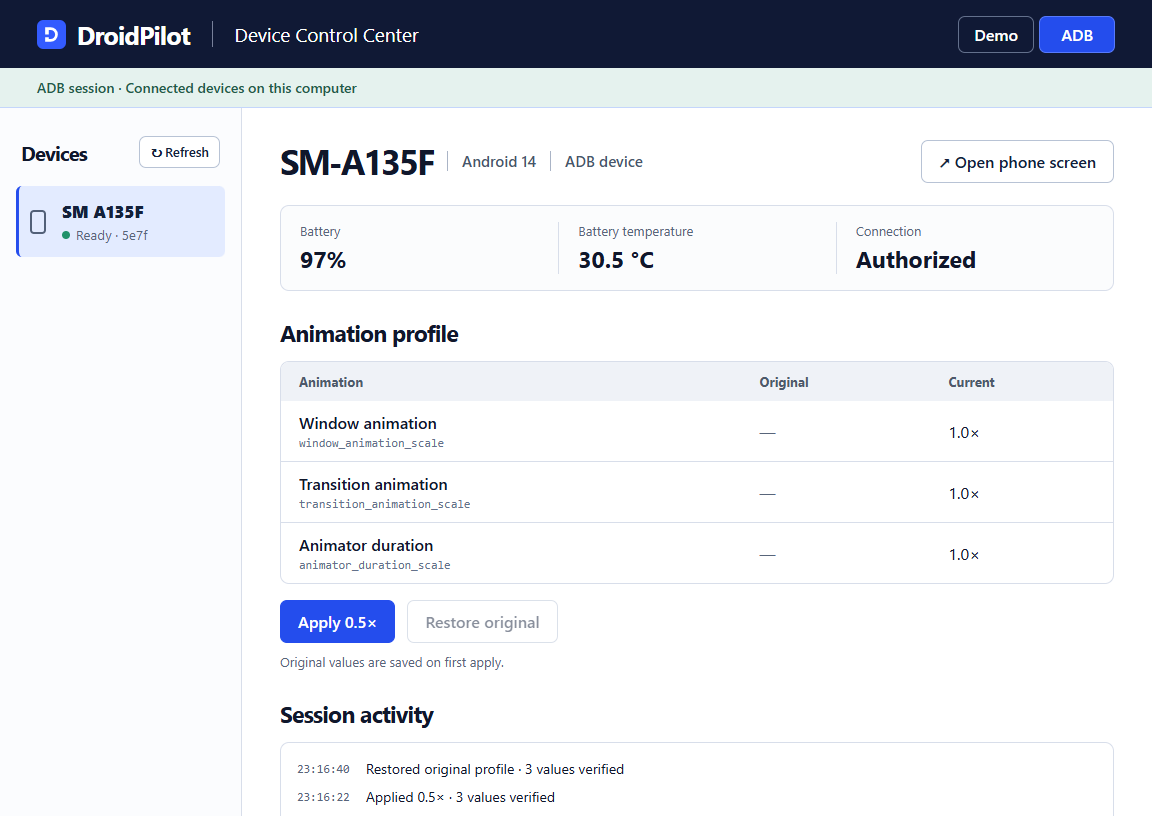 D DroidPilot Device Control Center Demo ADB
ADB session · Connected devices on this computer
Devices ↻ Refresh
SM A135F
Ready · 5e7f
SM-A135F Android 14 ADB device ↗ Open phone screen
Battery Battery temperature Connection
97% 30.5 °C Authorized
Animation profile
Animation Original Current
Window animation
window_animation_scale — 1.0×
Transition animation
transition_animation_scale — 1.0×
Animator duration
animator_duration_scale — 1.0×
Apply 0.5× Restore original
Original values are saved on first apply.
Session activity
23:16:40 Restored original profile · 3 values verified
23:16:22 Applied 0.5× · 3 values verified